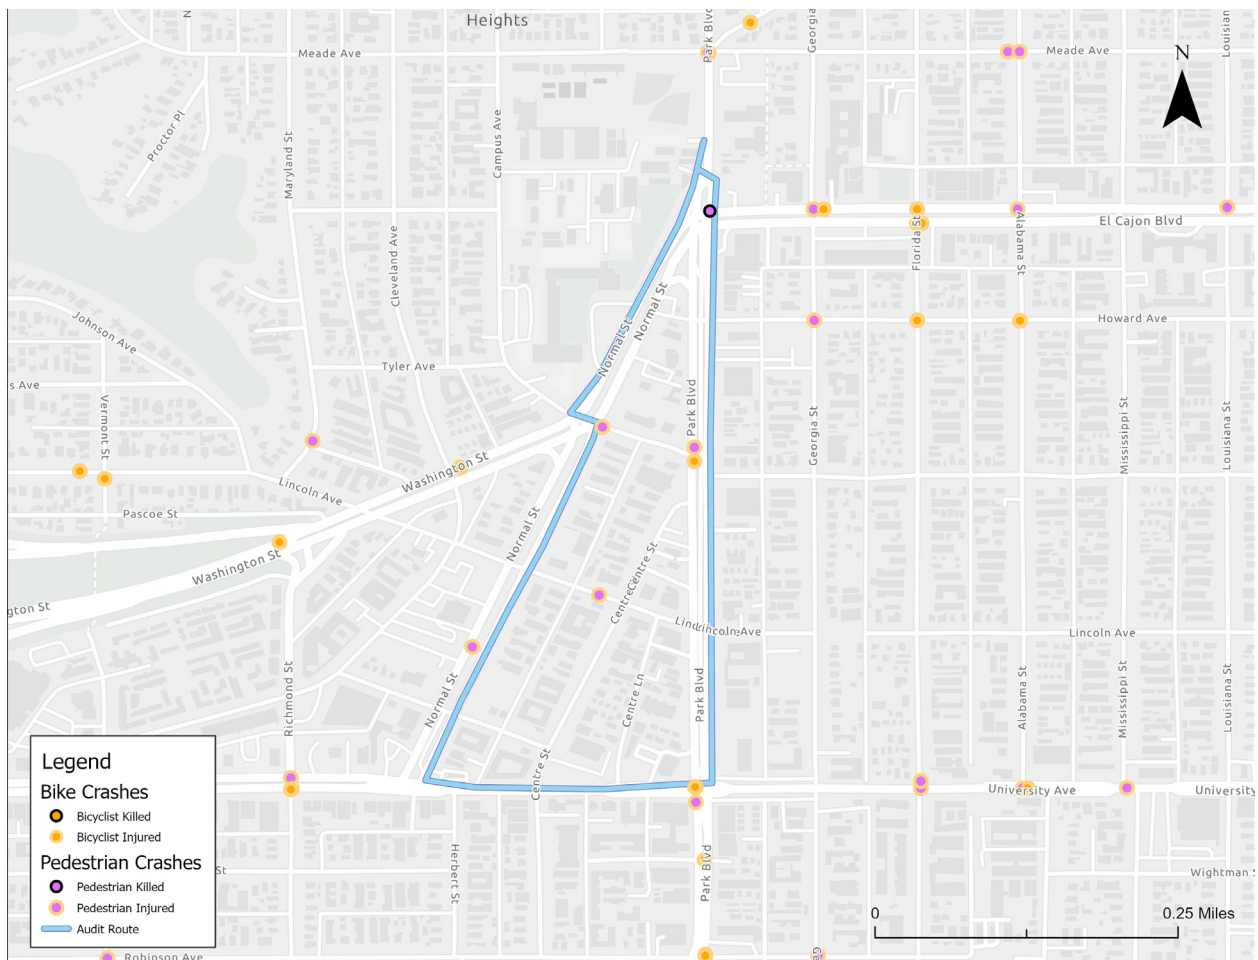 Heights
N
Park Blvd
Georgia
Louisian
Meade Ave
Meade Ave
N
Proctor Pl
Maryland St
Campus Ave
El Cajon Blvd
Florida St
Alabama St
Cleveland Ave
Johnson Ave
Normal St
Normal St
Howard Ave
Tyler Ave
s Ave
Vermont St
Park Blvd
Georgia St
Mississippi St
Louisiana St
Washington St
Lincoln Ave
Pascoe St
Normal St
Washington St
gton St
Centre St
Centre
Lincoln Ave
Lincoln Ave
Richmond St
Normal St
Centre Ln
Park Blvd
Alabama St
Mississippi St
Louisiana St
Centre St
University Ave
University
Herbert St
St
Park Blvd
Wightman S
Robinson Ave
Ge
Legend
Bike Crashes
Bicyclist Killed
Bicyclist Injured
Pedestrian Crashes
Pedestrian Killed
Pedestrian Injured
Audit Route
0
0.25 Miles